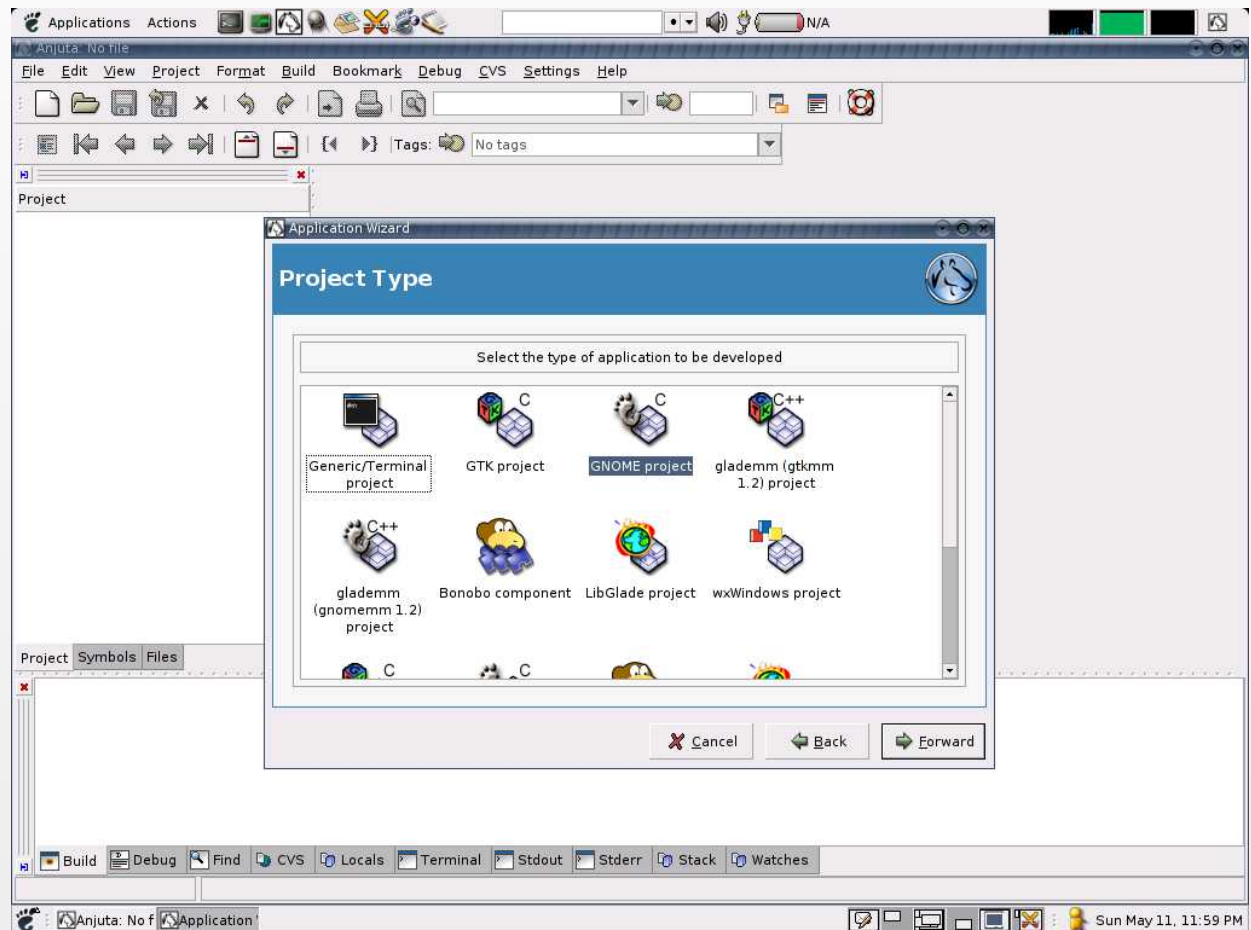 Applications Actions N/A
Anjuta: No file
File Edit View Project Format Build Bookmark Debug CVS Settings Help
Tags: No tags
Project
Application Wizard
Project Type
Select the type of application to be developed
C C C++
Generic/Terminal project
GTK project
GNOME project
glademm (gtkmm 1.2) project
C++
glademm (gnomemm 1.2) project
Bonobo component
LibGlade project
wxWindows project
C C
Cancel Back Forward
Project Symbols Files
Build Debug Find CVS Locals Terminal Stdout Stderr Stack Watches
Anjuta: No f Application Sun May 11, 11:59 PM